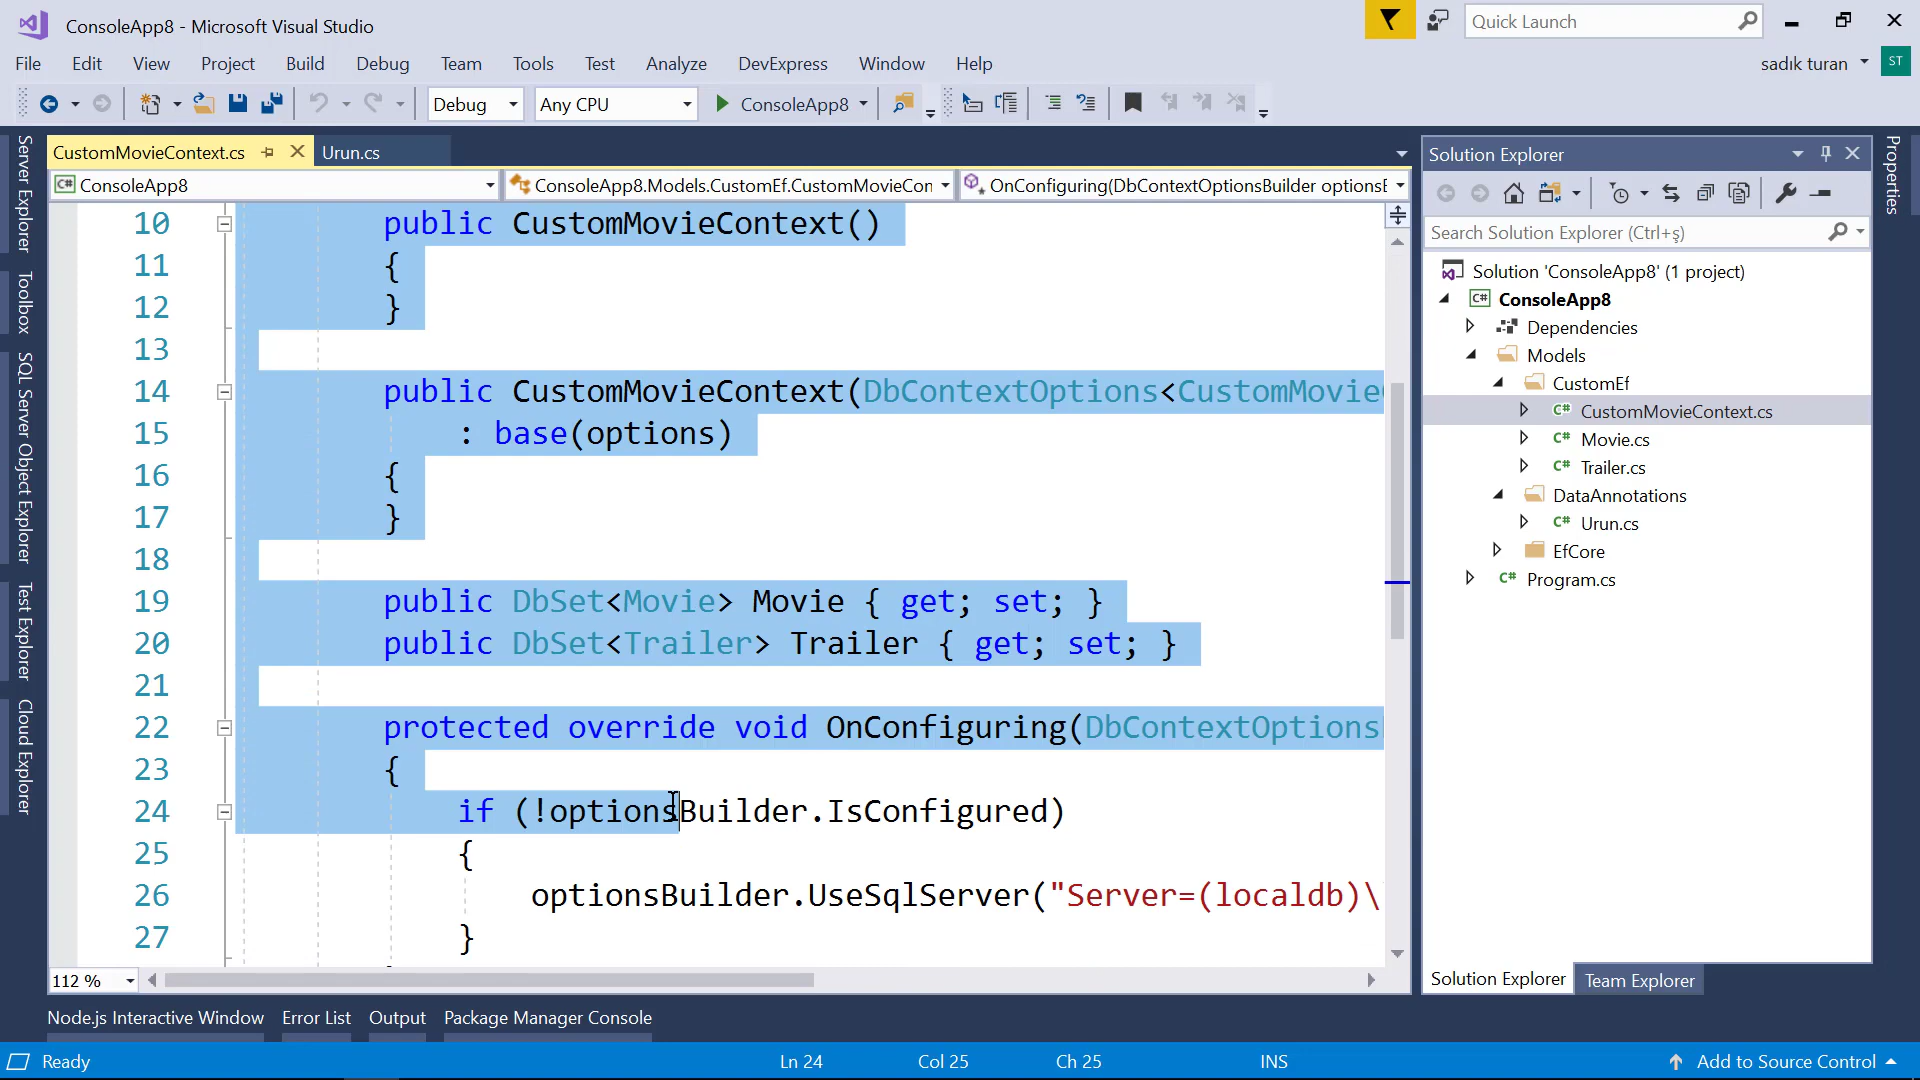 ConsoleApp8 - Microsoft Visual Studio
Quick Launch
File Edit View Project Build Debug Team Tools Test Analyze DevExpress Window Help
sadık turan ST
Debug Any CPU ConsoleApp8
Server Explorer
Toolbox
SQL Server Object Explorer
Test Explorer
Cloud Explorer
CustomMovieContext.cs Urun.cs
C# ConsoleApp8 ConsoleApp8.Models.CustomEf.CustomMovieCon OnConfiguring(DbContextOptionsBuilder optionsE
10 public CustomMovieContext()
11 {
12 }
13
14 public CustomMovieContext(DbContextOptions<CustomMovie
15 : base(options)
16 {
17 }
18
19 public DbSet<Movie> Movie { get; set; }
20 public DbSet<Trailer> Trailer { get; set; }
21
22 protected override void OnConfiguring(DbContextOptions
23 {
24 if (!optionsBuilder.IsConfigured)
25 {
26 optionsBuilder.UseSqlServer("Server=(localdb)\
27 }
112 %
Solution Explorer
Search Solution Explorer (Ctrl+ş)
Solution 'ConsoleApp8' (1 project)
C# ConsoleApp8
Dependencies
Models
CustomEf
C# CustomMovieContext.cs
C# Movie.cs
C# Trailer.cs
DataAnnotations
C# Urun.cs
EfCore
C# Program.cs
Solution Explorer Team Explorer
Properties
Node.js Interactive Window Error List Output Package Manager Console
Ready Ln 24 Col 25 Ch 25 INS Add to Source Control